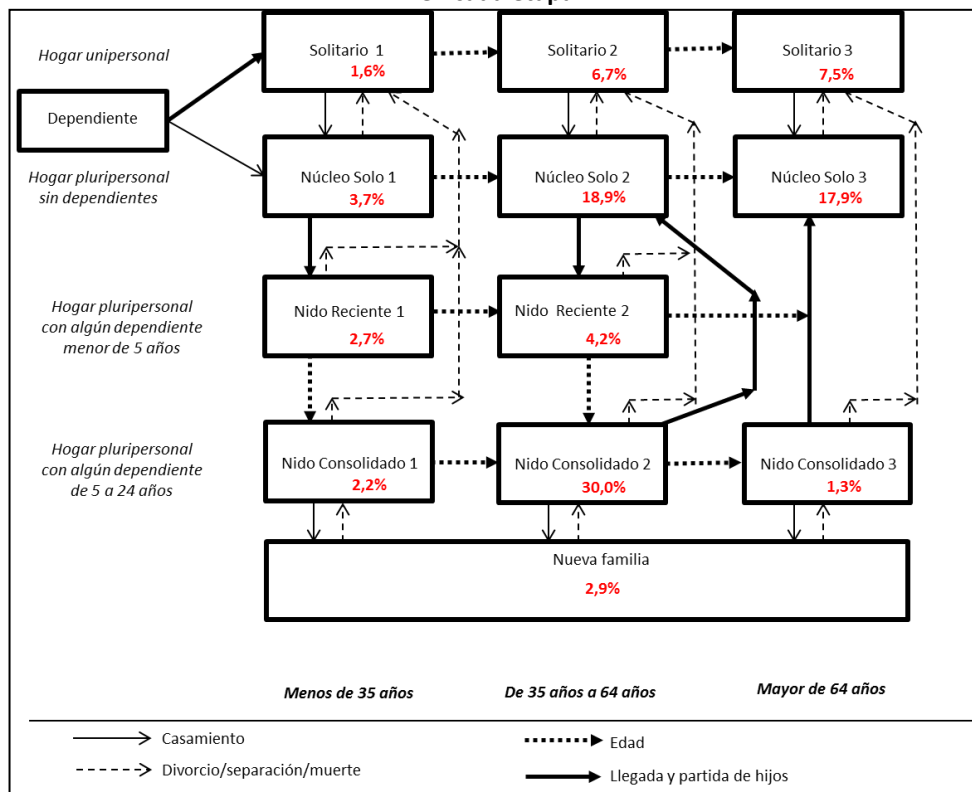 Hogar unipersonal
Solitario 1
1,6%
Solitario 2
6,7%
Solitario 3
7,5%
Dependiente
Hogar pluripersonal
sin dependientes
Núcleo Solo 1
3,7%
Núcleo Solo 2
18,9%
Núcleo Solo 3
17,9%
Hogar pluripersonal
con algún dependiente
menor de 5 años
Nido Reciente 1
2,7%
Nido Reciente 2
4,2%
Hogar pluripersonal
con algún dependiente
de 5 a 24 años
Nido Consolidado 1
2,2%
Nido Consolidado 2
30,0%
Nido Consolidado 3
1,3%
Nueva familia
2,9%
Menos de 35 años
De 35 años a 64 años
Mayor de 64 años
Casamiento
Edad
Divorcio/separación/muerte
Llegada y partida de hijos